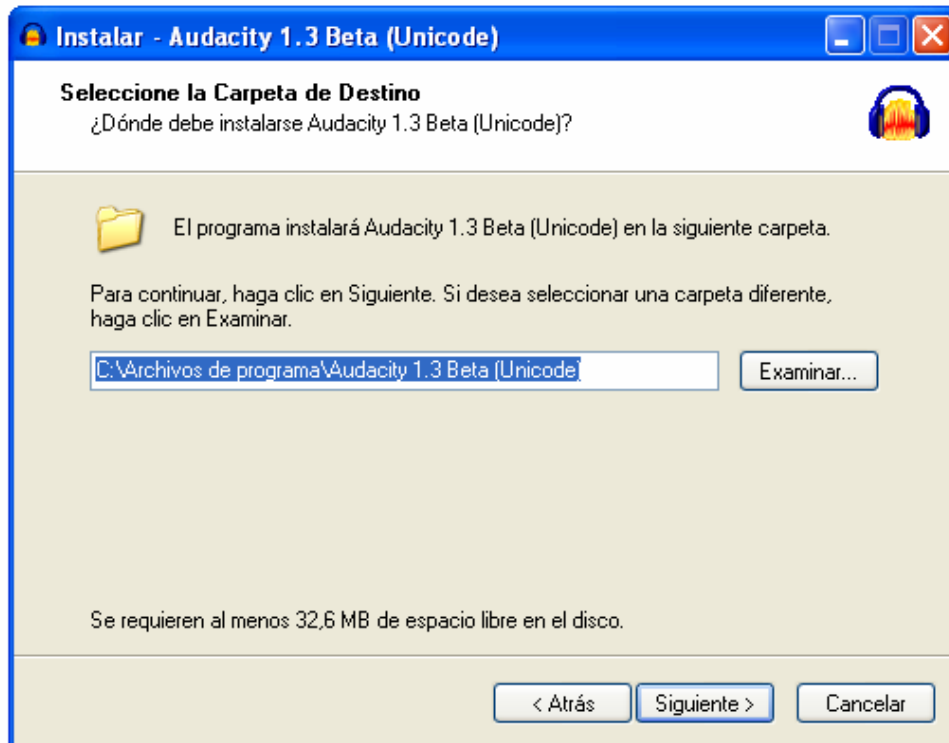 Instalar - Audacity 1.3 Beta (Unicode)
Seleccione la Carpeta de Destino
¿Dónde debe instalarse Audacity 1.3 Beta (Unicode)?
El programa instalará Audacity 1.3 Beta (Unicode) en la siguiente carpeta.
Para continuar, haga clic en Siguiente. Si desea seleccionar una carpeta diferente,
haga clic en Examinar.
C:\Archivos de programa\Audacity 1.3 Beta (Unicode)
Examinar...
Se requieren al menos 32,6 MB de espacio libre en el disco.
< Atrás
Siguiente >
Cancelar